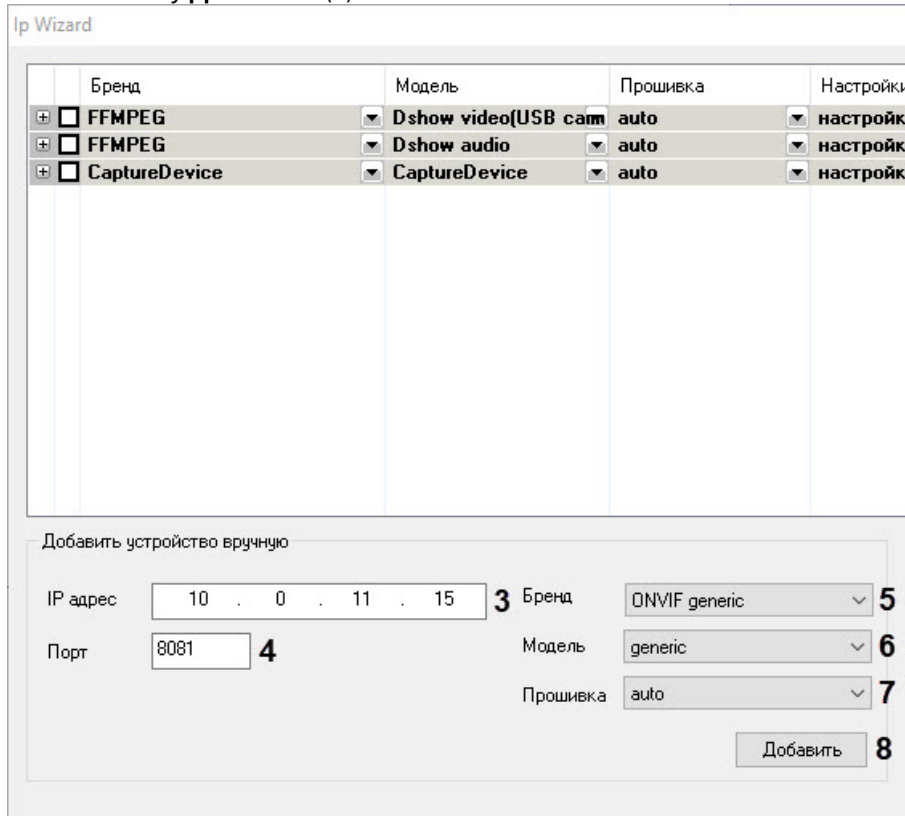 Ip Wizard
Бренд Модель Прошивка Настройки
FFMPEG Dshow video(USB cam auto настройк
FFMPEG Dshow audio auto настройк
CaptureDevice CaptureDevice auto настройк
Добавить устройство вручную
IP адрес 10 . 0 . 11 . 15 3 Бренд ONVIF generic 5
Порт 8081 4 Модель generic 6
Прошивка auto 7
Добавить 8